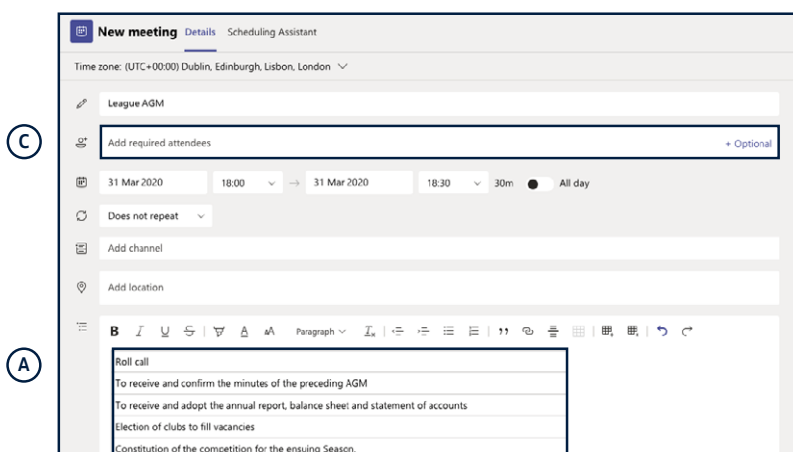 New meeting Details Scheduling Assistant
Time zone: (UTC+00:00) Dublin, Edinburgh, Lisbon, London
League AGM
C
Add required attendees + Optional
31 Mar 2020 18:00 → 31 Mar 2020 18:30 30m All day
Does not repeat
Add channel
Add location
B I U S A AA Paragraph Ix
A
Roll call
To receive and confirm the minutes of the preceding AGM
To receive and adopt the annual report, balance sheet and statement of accounts
Election of clubs to fill vacancies
Constitution of the competition for the ensuing Season.